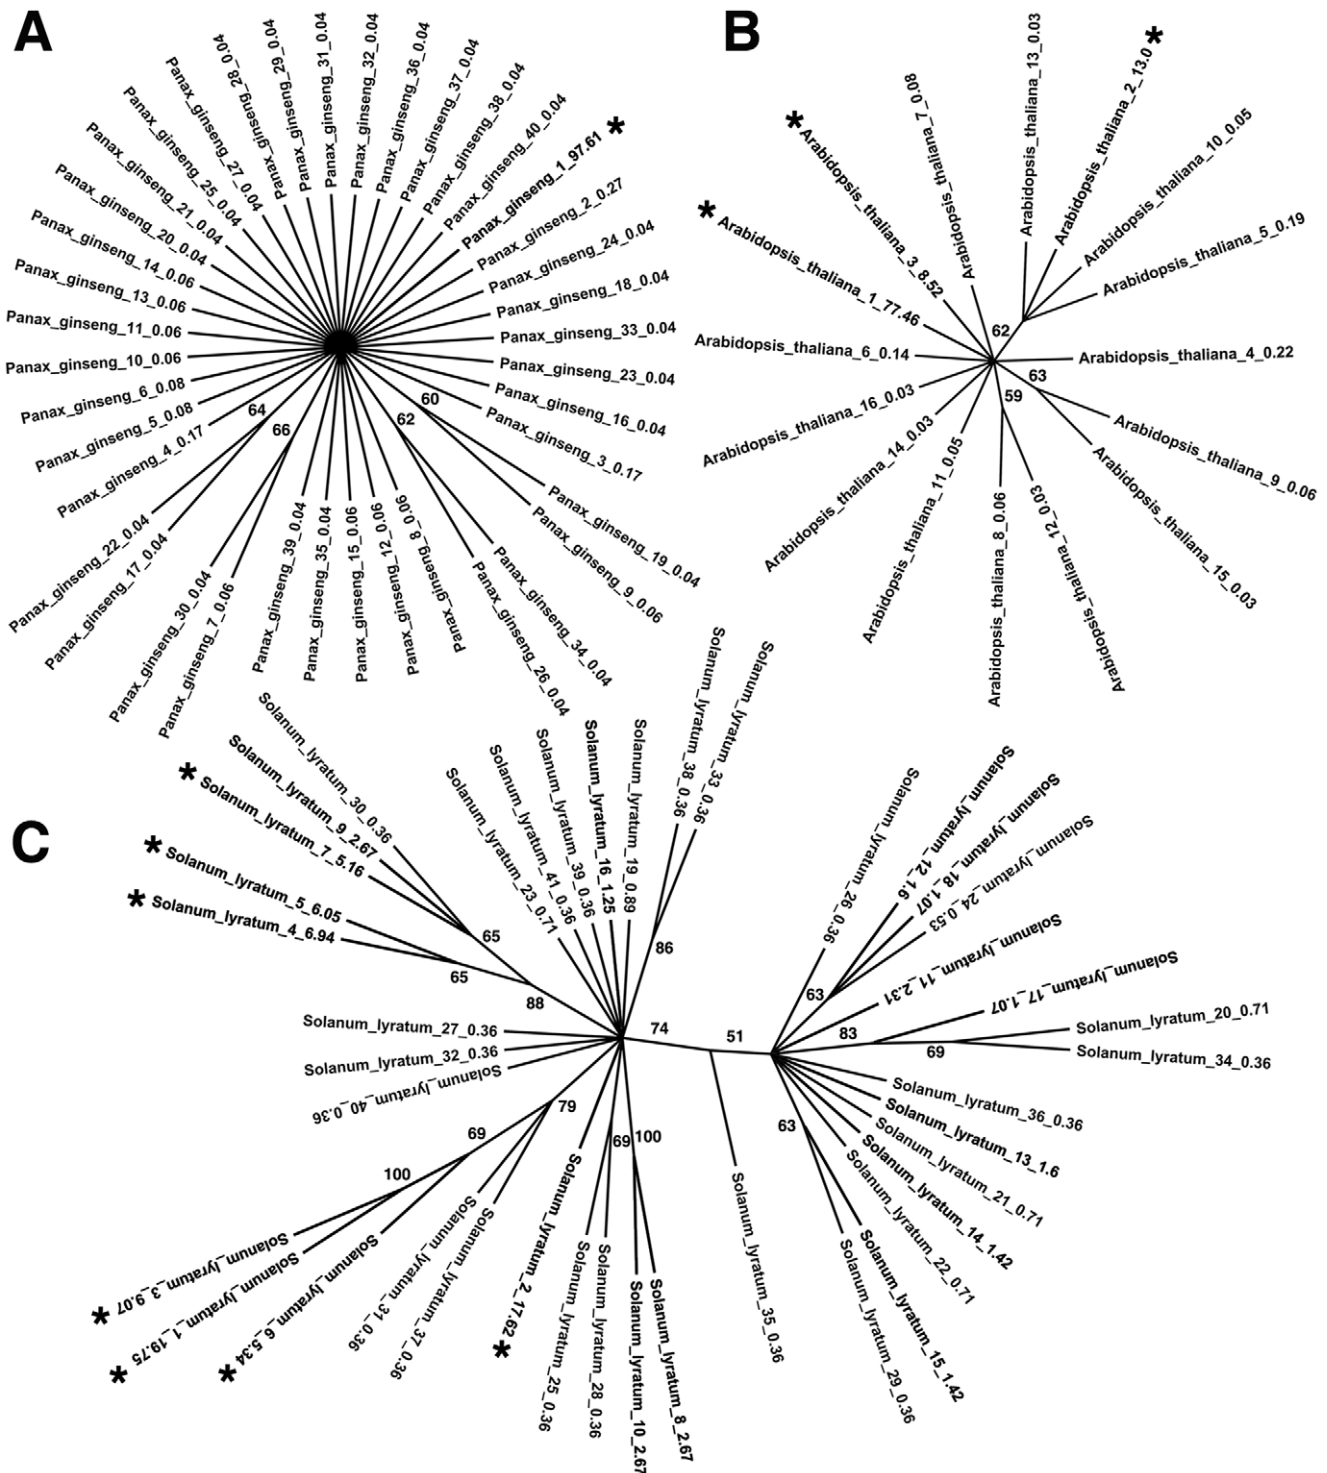 A
Panax_ginseng_28_0.04
Panax_ginseng_29_0.04
Panax_ginseng_31_0.04
Panax_ginseng_32_0.04
Panax_ginseng_36_0.04
Panax_ginseng_37_0.04
Panax_ginseng_38_0.04
Panax_ginseng_40_0.04
Panax_ginseng_1_97.61 *
Panax_ginseng_2_0.27
Panax_ginseng_24_0.04
Panax_ginseng_18_0.04
Panax_ginseng_33_0.04
Panax_ginseng_23_0.04
Panax_ginseng_16_0.04
Panax_ginseng_3_0.17
60
Panax_ginseng_19_0.04
Panax_ginseng_9_0.06
62
Panax_ginseng_34_0.04
Panax_ginseng_26_0.04
Panax_ginseng_8_0.06
Panax_ginseng_12_0.06
Panax_ginseng_15_0.06
Panax_ginseng_35_0.04
Panax_ginseng_39_0.04
66
Panax_ginseng_7_0.06
Panax_ginseng_30_0.04
64
Panax_ginseng_17_0.04
Panax_ginseng_22_0.04
Panax_ginseng_4_0.17
Panax_ginseng_5_0.08
Panax_ginseng_6_0.08
Panax_ginseng_10_0.06
Panax_ginseng_11_0.06
Panax_ginseng_13_0.06
Panax_ginseng_14_0.06
Panax_ginseng_20_0.04
Panax_ginseng_21_0.04
Panax_ginseng_25_0.04
Panax_ginseng_27_0.04
B
Arabidopsis_thaliana_7_0.08
62
Arabidopsis_thaliana_13_0.03
Arabidopsis_thaliana_2_13.0 *
Arabidopsis_thaliana_10_0.05
Arabidopsis_thaliana_5_0.19
Arabidopsis_thaliana_4_0.22
63
Arabidopsis_thaliana_9_0.06
Arabidopsis_thaliana_15_0.03
59
Arabidopsis_thaliana_12_0.03
Arabidopsis_thaliana_8_0.06
Arabidopsis_thaliana_11_0.05
Arabidopsis_thaliana_14_0.03
Arabidopsis_thaliana_16_0.03
Arabidopsis_thaliana_6_0.14
* Arabidopsis_thaliana_1_77.46
* Arabidopsis_thaliana_3_8.52
C
Solanum_lyratum_30_0.36
Solanum_lyratum_9_2.67
* Solanum_lyratum_7_5.16
65
* Solanum_lyratum_5_6.05
* Solanum_lyratum_4_6.94
65
88
Solanum_lyratum_23_0.71
Solanum_lyratum_41_0.36
Solanum_lyratum_39_0.36
Solanum_lyratum_16_1.25
Solanum_lyratum_19_0.89
Solanum_lyratum_38_0.36
Solanum_lyratum_33_0.36
86
74
51
Solanum_lyratum_26_0.36
Solanum_lyratum_12_1.6
Solanum_lyratum_18_1.07
Solanum_lyratum_24_0.53
63
Solanum_lyratum_11_2.31
83
Solanum_lyratum_17_1.07
69
Solanum_lyratum_20_0.71
Solanum_lyratum_34_0.36
Solanum_lyratum_36_0.36
Solanum_lyratum_13_1.6
Solanum_lyratum_21_0.71
Solanum_lyratum_14_1.42
Solanum_lyratum_22_0.71
63
Solanum_lyratum_15_1.42
Solanum_lyratum_29_0.36
Solanum_lyratum_35_0.36
100
Solanum_lyratum_8_2.67
Solanum_lyratum_10_2.67
69
Solanum_lyratum_28_0.36
Solanum_lyratum_25_0.36
Solanum_lyratum_2_17.62 *
79
Solanum_lyratum_37_0.36
Solanum_lyratum_31_0.36
69
Solanum_lyratum_6_5.34 *
100
Solanum_lyratum_1_19.75 *
Solanum_lyratum_3_9.07 *
Solanum_lyratum_40_0.36
Solanum_lyratum_32_0.36
Solanum_lyratum_27_0.36